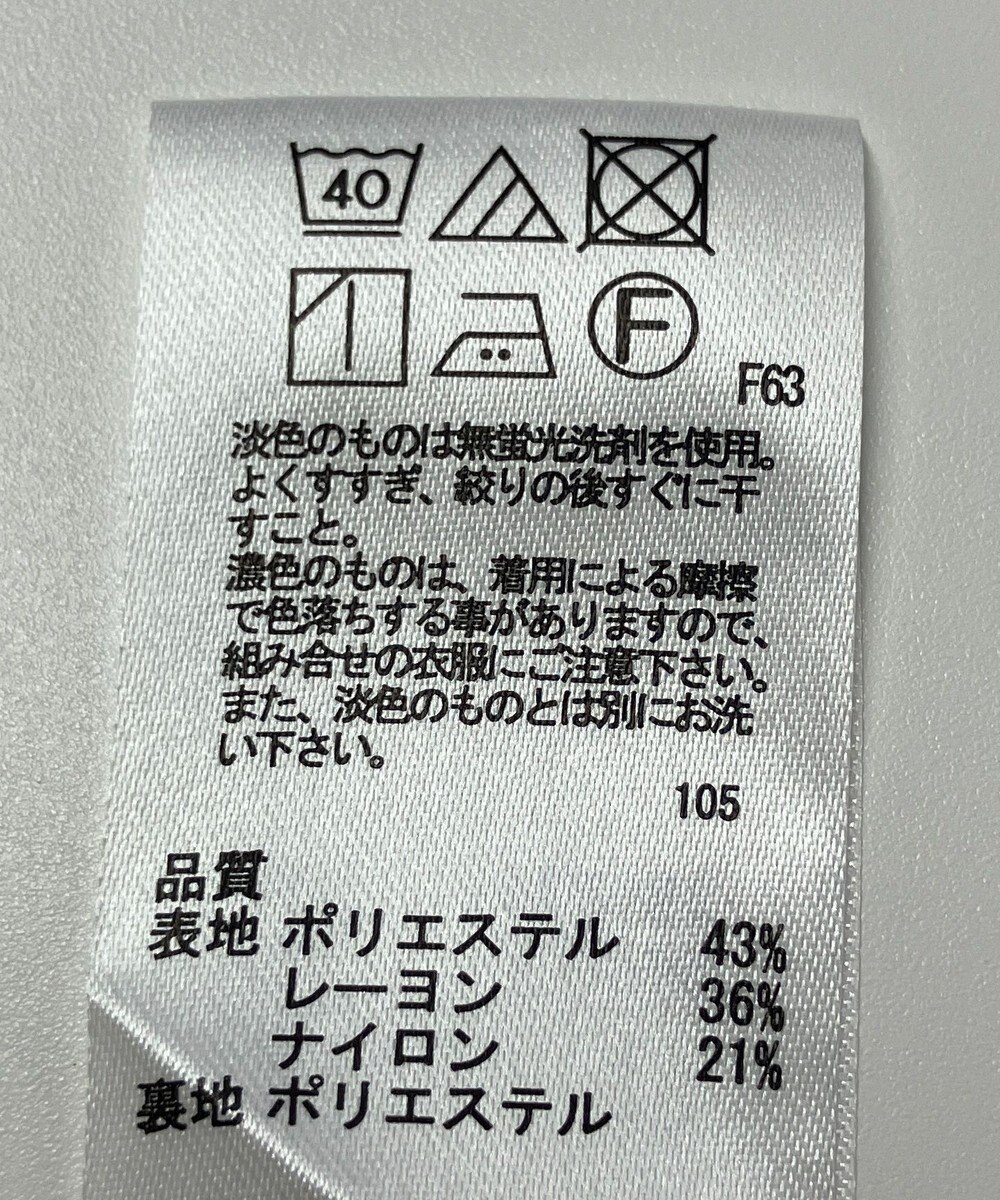 40
F
F63
淡色のものは無蛍光洗剤を使用。
よくすすぎ、絞りの後すぐに干
すこと。
濃色のものは、着用による摩擦
で色落ちする事がありますので、
組み合せの衣服にご注意下さい。
また、淡色のものとは別にお洗
い下さい。
105
品質
表地 ポリエステル 43%
レーヨン 36%
ナイロン 21%
裏地 ポリエステル